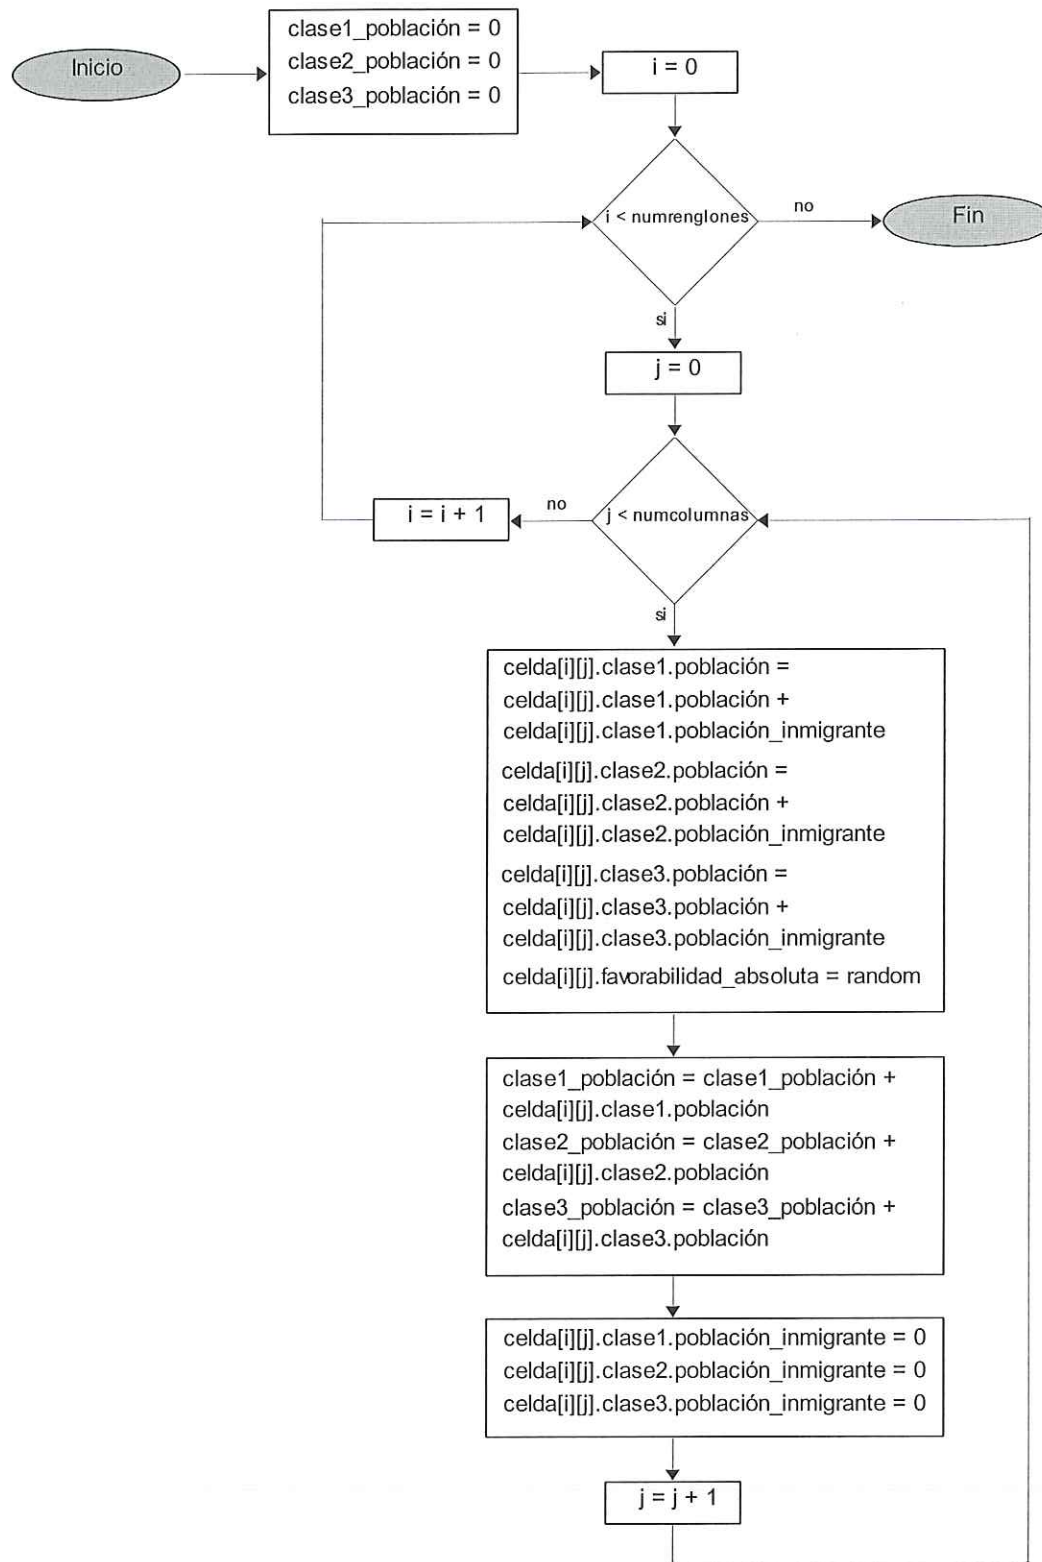 Inicio
clase1_población = 0
clase2_población = 0
clase3_población = 0
i = 0
i < numrenglones
no
Fin
si
j = 0
j < numcolumnas
no
i = i + 1
si
celda[i][j].clase1.población =
celda[i][j].clase1.población +
celda[i][j].clase1.población_inmigrante
celda[i][j].clase2.población =
celda[i][j].clase2.población +
celda[i][j].clase2.población_inmigrante
celda[i][j].clase3.población =
celda[i][j].clase3.población +
celda[i][j].clase3.población_inmigrante
celda[i][j].favorabilidad_absoluta = random
clase1_población = clase1_población +
celda[i][j].clase1.población
clase2_población = clase2_población +
celda[i][j].clase2.población
clase3_población = clase3_población +
celda[i][j].clase3.población
celda[i][j].clase1.población_inmigrante = 0
celda[i][j].clase2.población_inmigrante = 0
celda[i][j].clase3.población_inmigrante = 0
j = j + 1